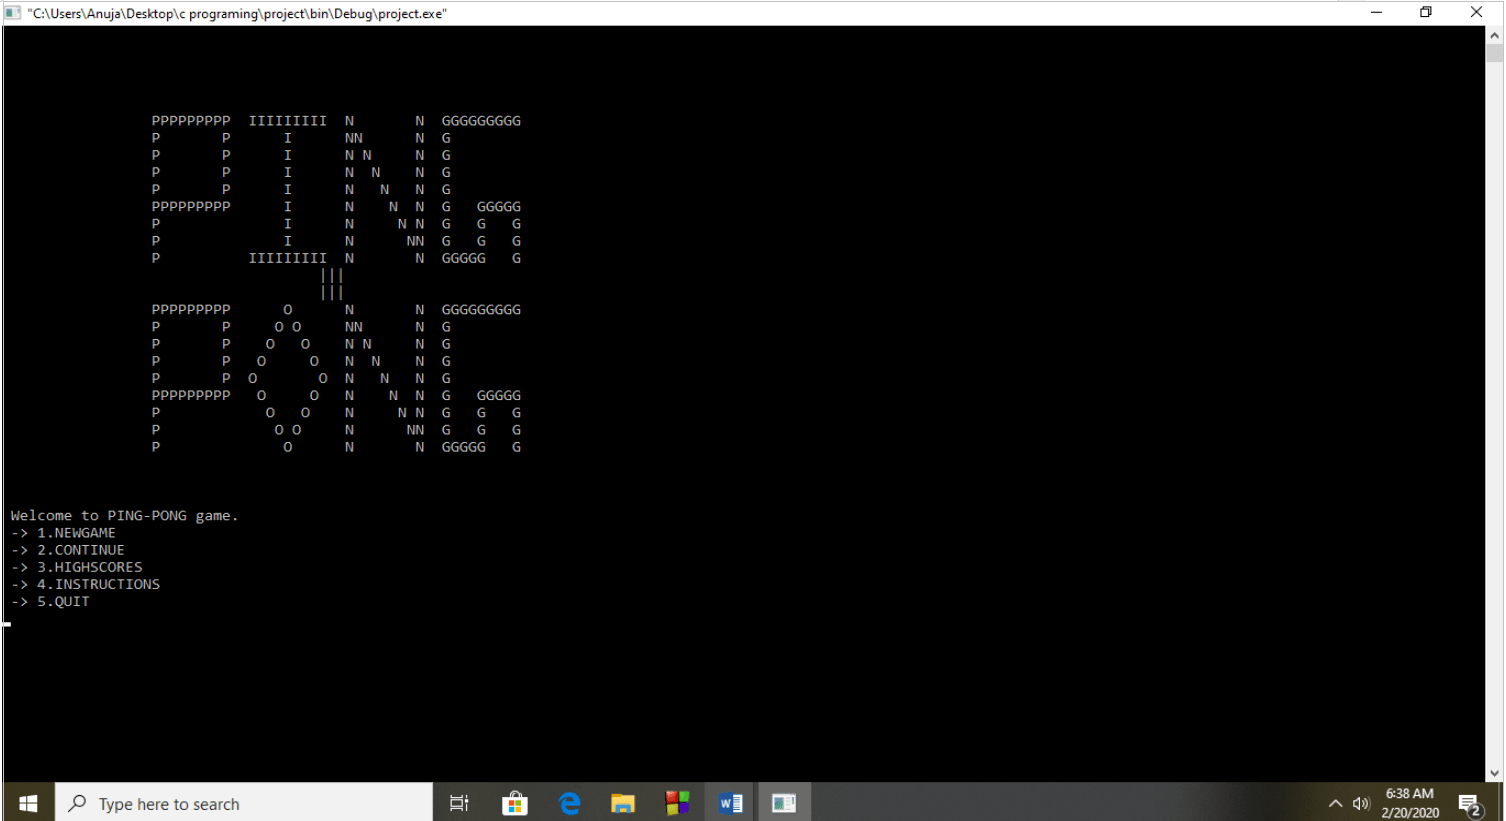 "C:\Users\Anuja\Desktop\c programing\project\bin\Debug\project.exe"
PPPPPPPPP  IIIIIIIII  N       N  GGGGGGGGG
P       P      I      NN      N  G
P       P      I      N N     N  G
P       P      I      N  N    N  G
P       P      I      N   N   N  G
PPPPPPPPP      I      N    N  N  G   GGGGG
P              I      N     N N  G   G   G
P              I      N      NN  G   G   G
P          IIIIIIIII  N       N  GGGGG   G
                   |||
                   |||
PPPPPPPPP      O      N       N  GGGGGGGGG
P       P     O O     NN      N  G
P       P    O   O    N N     N  G
P       P   O     O   N  N    N  G
P       P  O       O  N   N   N  G
PPPPPPPPP   O     O   N    N  N  G   GGGGG
P            O   O    N     N N  G   G   G
P             O O     N      NN  G   G   G
P              O      N       N  GGGGG   G
Welcome to PING-PONG game.
-> 1.NEWGAME
-> 2.CONTINUE
-> 3.HIGHSCORES
-> 4.INSTRUCTIONS
-> 5.QUIT
Type here to search
6:38 AM
2/20/2020
2